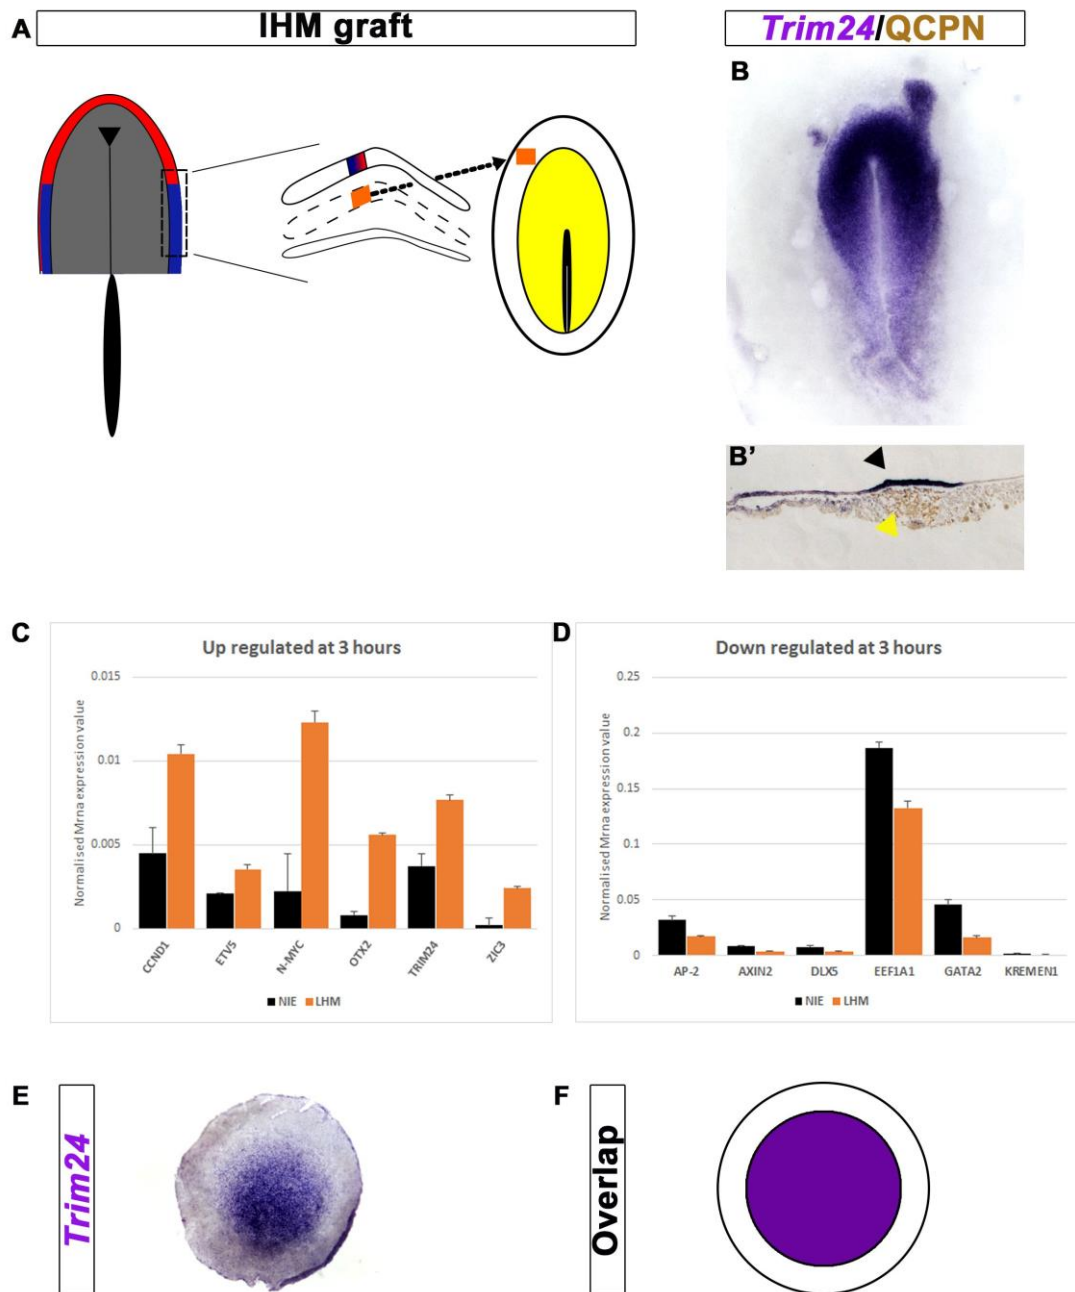 A
IHM graft
Trim24/QCPN
B
B'
C
Up regulated at 3 hours
Normalised Mrna expression value
0.015
0.01
0.005
0
CCND1
ETV5
N-MYC
OTX2
TRIM24
ZIC3
NIE
LHM
D
Down regulated at 3 hours
Normalised Mrna expression value
0.25
0.2
0.15
0.1
0.05
0
AP-2
AXIN2
DLX5
EEF1A1
GATA2
KREMEN1
NIE
LHM
E
Trim24
F
Overlap